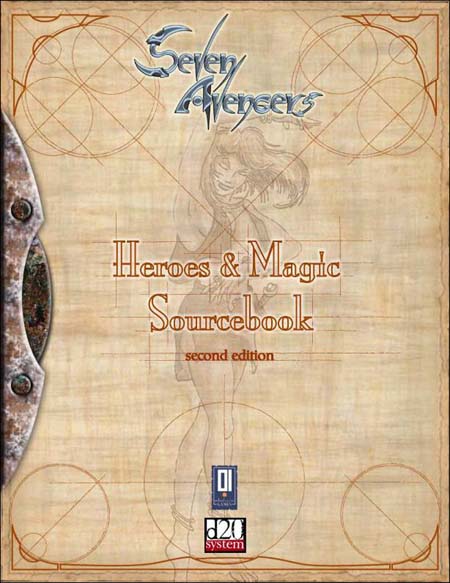 Seven
Avengers
Heroes & Magic
Sourcebook
second edition
d20
system